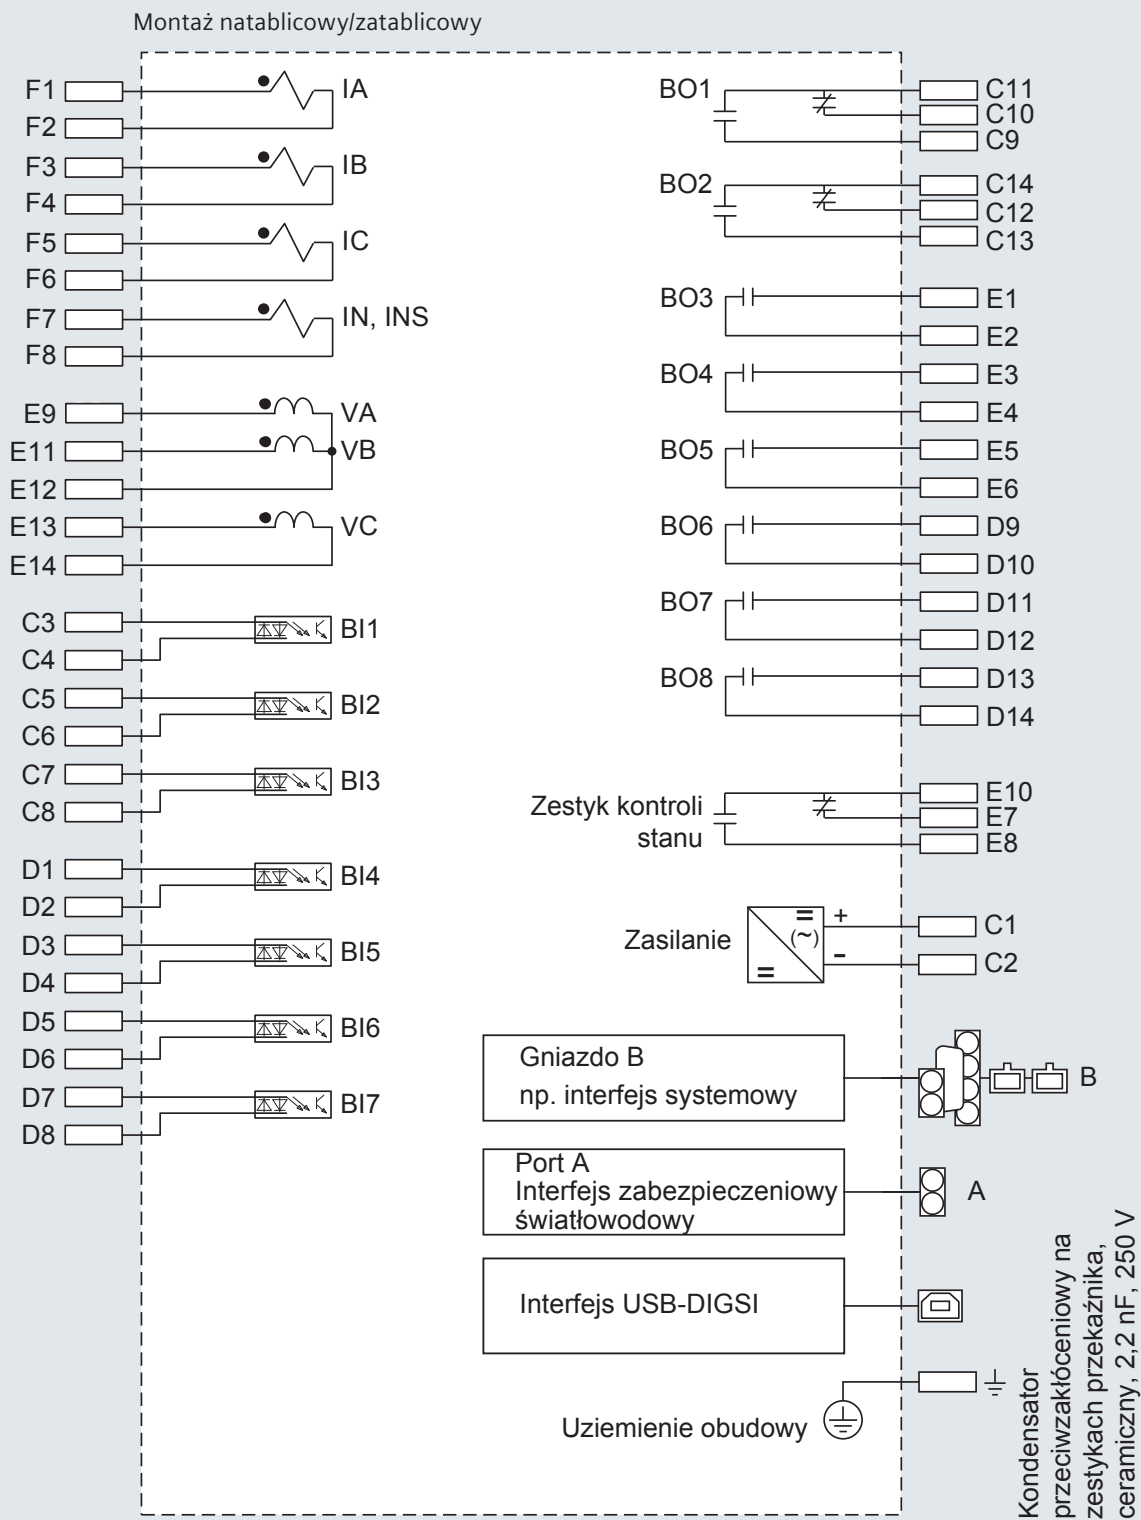 Montaż natablicowy/zatablicowy
F1
IA
F2
F3
IB
F4
F5
IC
F6
F7
IN, INS
F8
E9
VA
E11
VB
E12
E13
VC
E14
C3
BI1
C4
C5
BI2
C6
C7
BI3
C8
D1
BI4
D2
D3
BI5
D4
D5
BI6
D6
D7
BI7
D8
BO1
C11
C10
C9
BO2
C14
C12
C13
BO3
E1
E2
BO4
E3
E4
BO5
E5
E6
BO6
D9
D10
BO7
D11
D12
BO8
D13
D14
Zestyk kontroli
stanu
E10
E7
E8
Zasilanie
=
(~)
=
+
-
C1
C2
Gniazdo B
np. interfejs systemowy
B
Port A
Interfejs zabezpieczeniowy
światłowodowy
A
Interfejs USB-DIGSI
Uziemienie obudowy
Kondensator
przeciwzakłóceniowy na
zestykach przekaźnika,
ceramiczny, 2,2 nF, 250 V